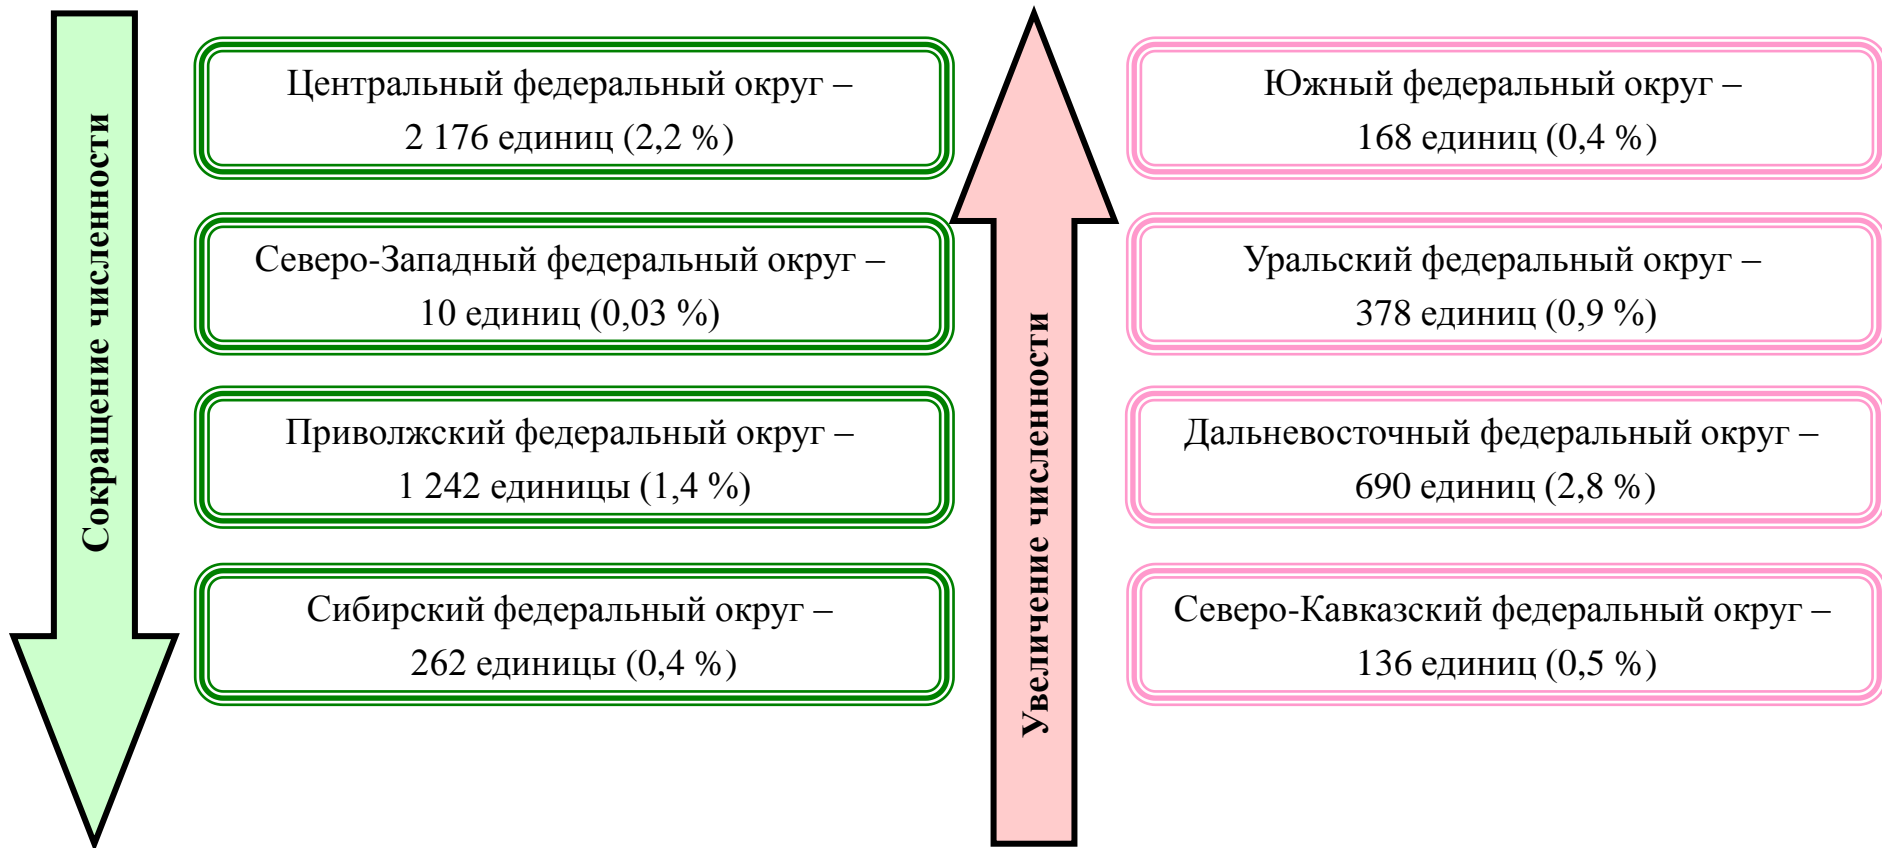 Сокращение численности
Центральный федеральный округ –
2 176 единиц (2,2 %)
Северо-Западный федеральный округ –
10 единиц (0,03 %)
Приволжский федеральный округ –
1 242 единицы (1,4 %)
Сибирский федеральный округ –
262 единицы (0,4 %)
Увеличение численности
Южный федеральный округ –
168 единиц (0,4 %)
Уральский федеральный округ –
378 единиц (0,9 %)
Дальневосточный федеральный округ –
690 единиц (2,8 %)
Северо-Кавказский федеральный округ –
136 единиц (0,5 %)